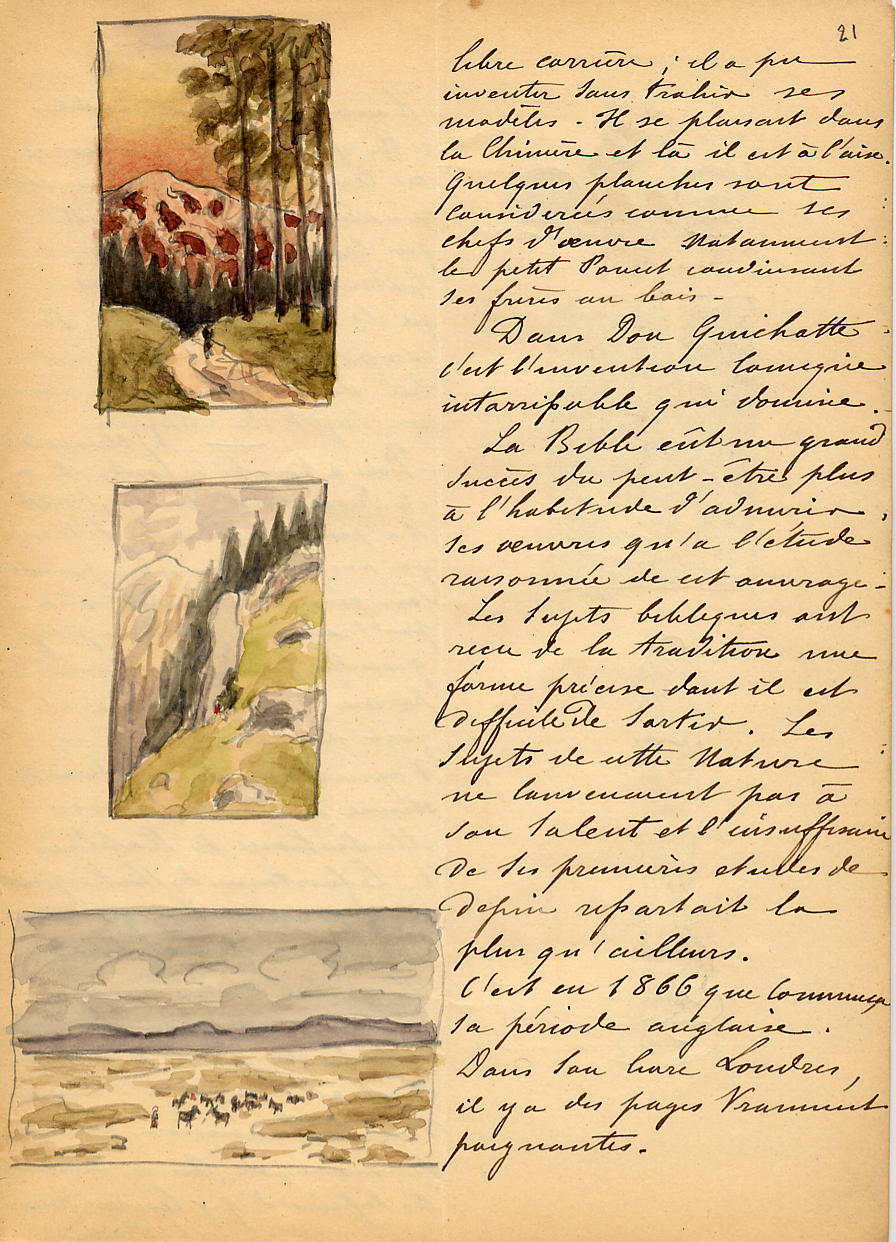 21
libre carrière ; il a pu
inventer sans trahir ses
modèles - Il se plaisait dans
la Chimère et là il est à l'aise.
Quelques planches sont
considérées comme ses
chefs d'œuvre Notamment
le petit Poucet conduisant
ses frères au bois -
Dans Don Quichotte
c'est l'invention comique
intarrissable qui domine.
La Bible eût un grand
succès du peut-être plus
à l'habitude d'admirer
ses œuvres qu'a l'étude
raisonnée de cet ouvrage -
Les Sujets bibliques ont
reçu de la tradition une
forme précise dont il est
difficile de sortir. Les
Sujets de cette Nature
ne convenaient pas à
son talent et l'insuffisance
de ses premières études de
dessin ressortait là
plus qu'ailleurs.
C'est en 1866 que commença
sa période anglaise.
Dans son livre Londres,
il y a des pages Vraiment
poignantes.